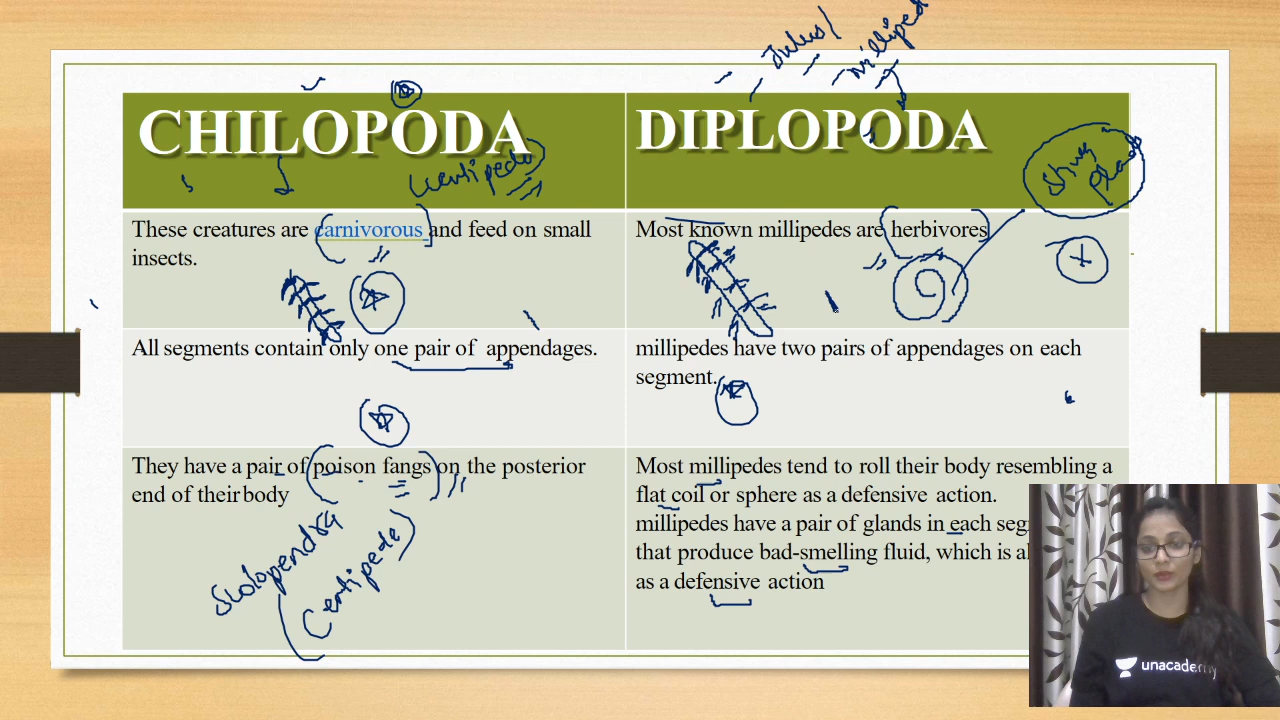 Julus
Milliped
CHILOPODA
DIPLOPODA
(Centipede)
glands
These creatures are carnivorous and feed on small
insects.
Most known millipedes are herbivores
All segments contain only one pair of appendages.
millipedes have two pairs of appendages on each
segment.
They have a pair of poison fangs on the posterior
end of their body
Most millipedes tend to roll their body resembling a
flat coil or sphere as a defensive action.
millipedes have a pair of glands in each seg
that produce bad-smelling fluid, which is al
as a defensive action
Scolopendra
(Centipede)
unacademy